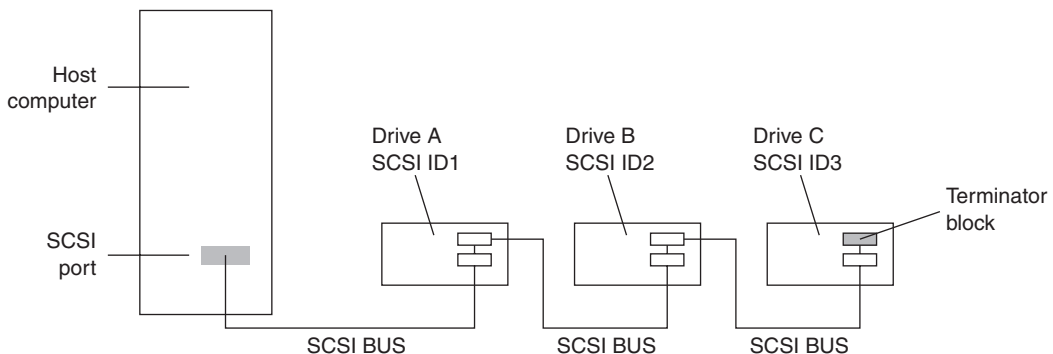 Host
computer
SCSI
port
Drive A
SCSI ID1
Drive B
SCSI ID2
Drive C
SCSI ID3
Terminator
block
SCSI BUS
SCSI BUS
SCSI BUS